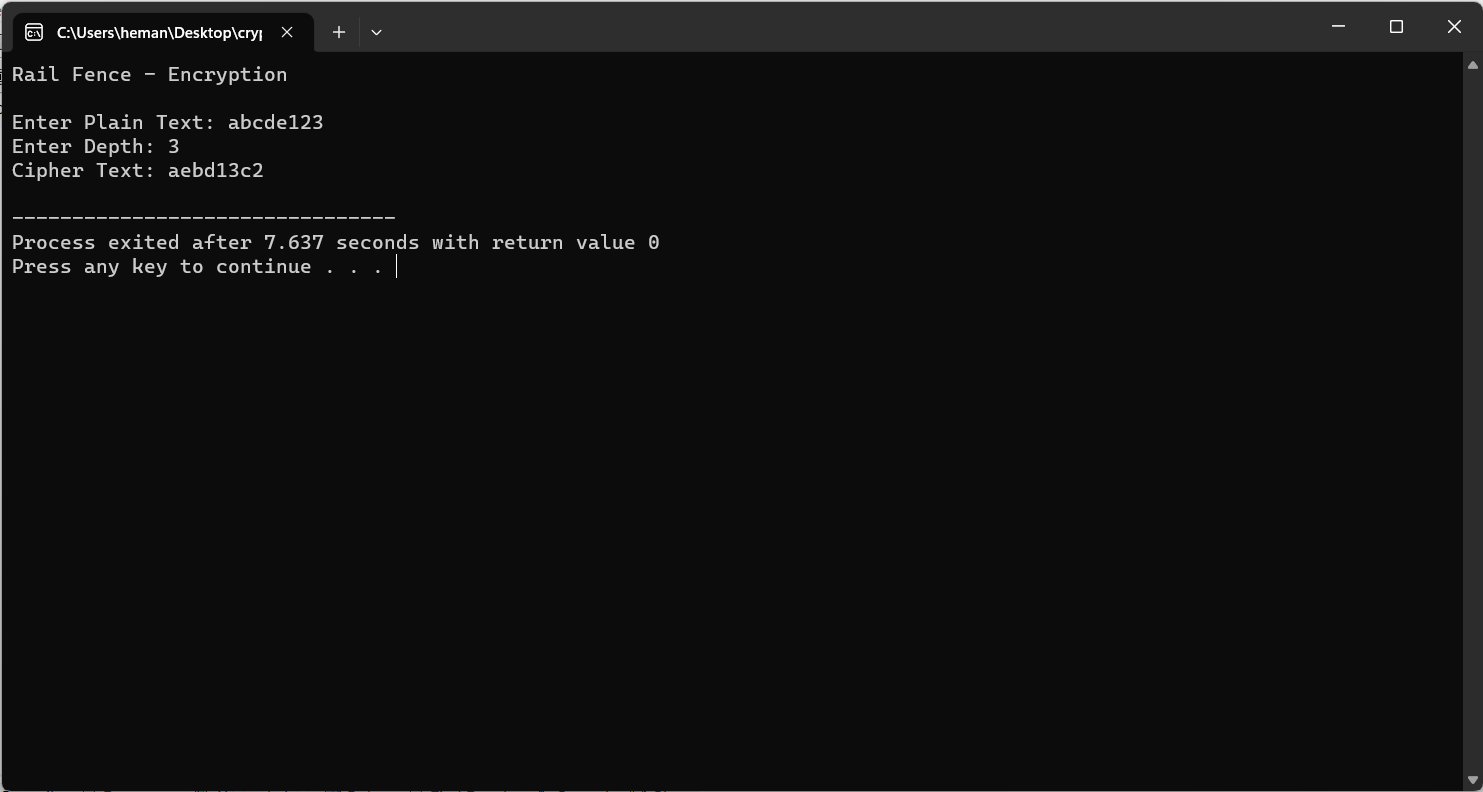 C:\Users\heman\Desktop\cryp
Rail Fence - Encryption
Enter Plain Text: abcde123
Enter Depth: 3
Cipher Text: aebd13c2
--------------------------------
Process exited after 7.637 seconds with return value 0
Press any key to continue . . .